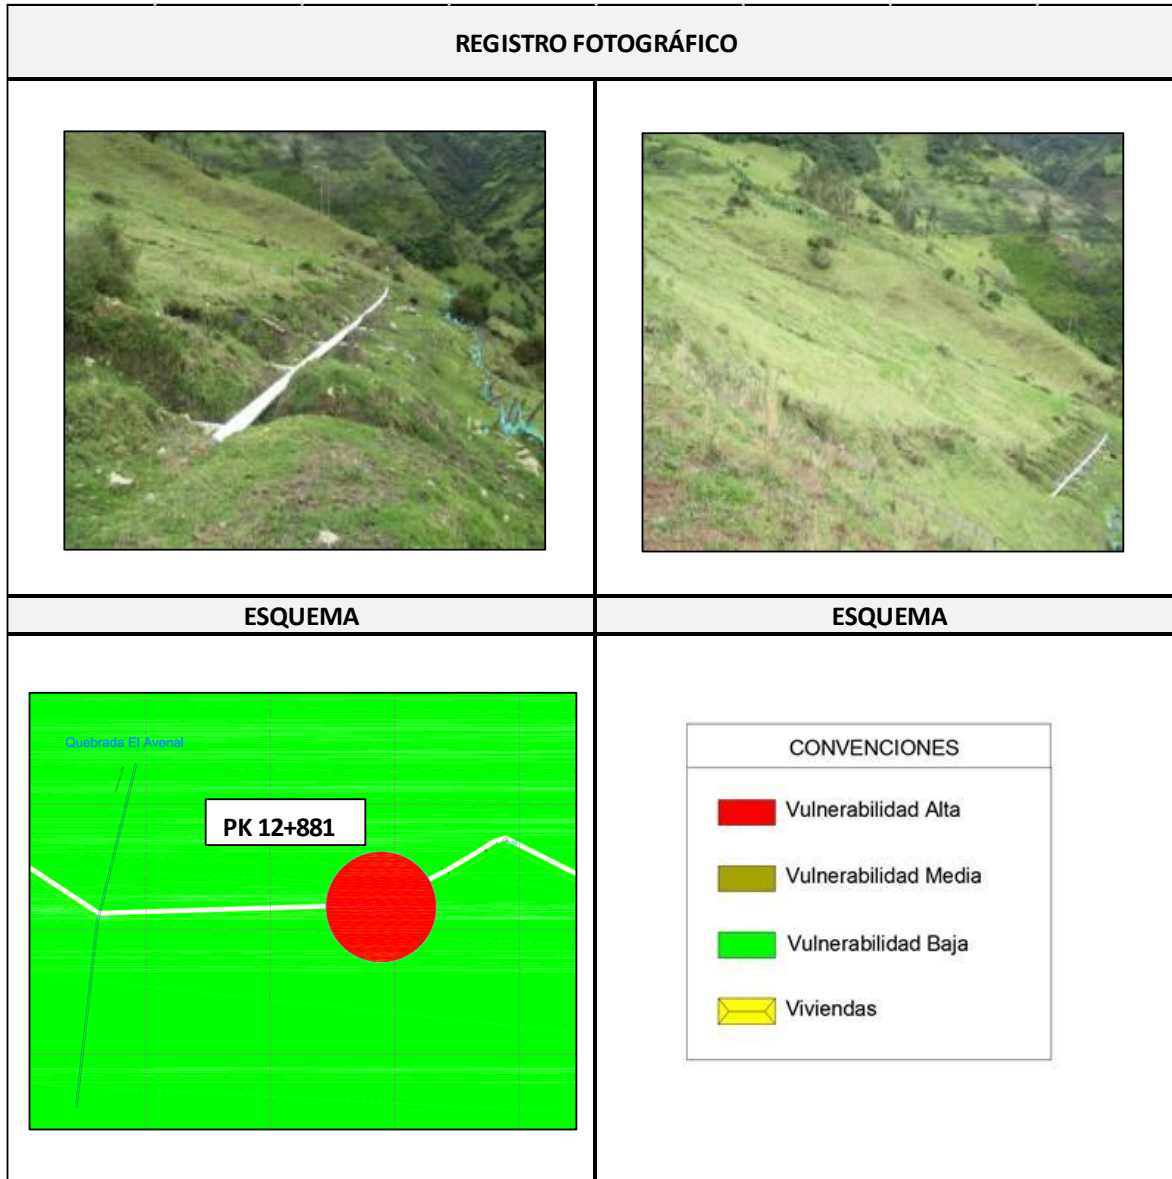 REGISTRO FOTOGRÁFICO
ESQUEMA
ESQUEMA
Quebrada El Avenal
PK 12+881
CONVENCIONES
Vulnerabilidad Alta
Vulnerabilidad Media
Vulnerabilidad Baja
Viviendas